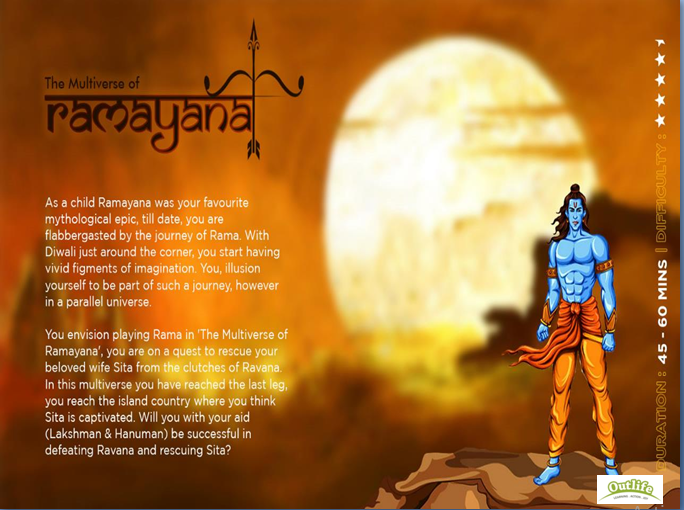 The Multiverse of
ramayana
As a child Ramayana was your favourite
mythological epic, till date, you are
flabbergasted by the journey of Rama. With
Diwali just around the corner, you start having
vivid figments of imagination. You, illusion
yourself to be part of such a journey, however
in a parallel universe.
You envision playing Rama in 'The Multiverse of
Ramayana', you are on a quest to rescue your
beloved wife Sita from the clutches of Ravana.
In this multiverse you have reached the last leg,
you reach the island country where you think
Sita is captivated. Will you with your aid
(Lakshman & Hanuman) be successful in
defeating Ravana and rescuing Sita?
DURATION : 45 - 60 MINS | DIFFICULTY :
Outlife